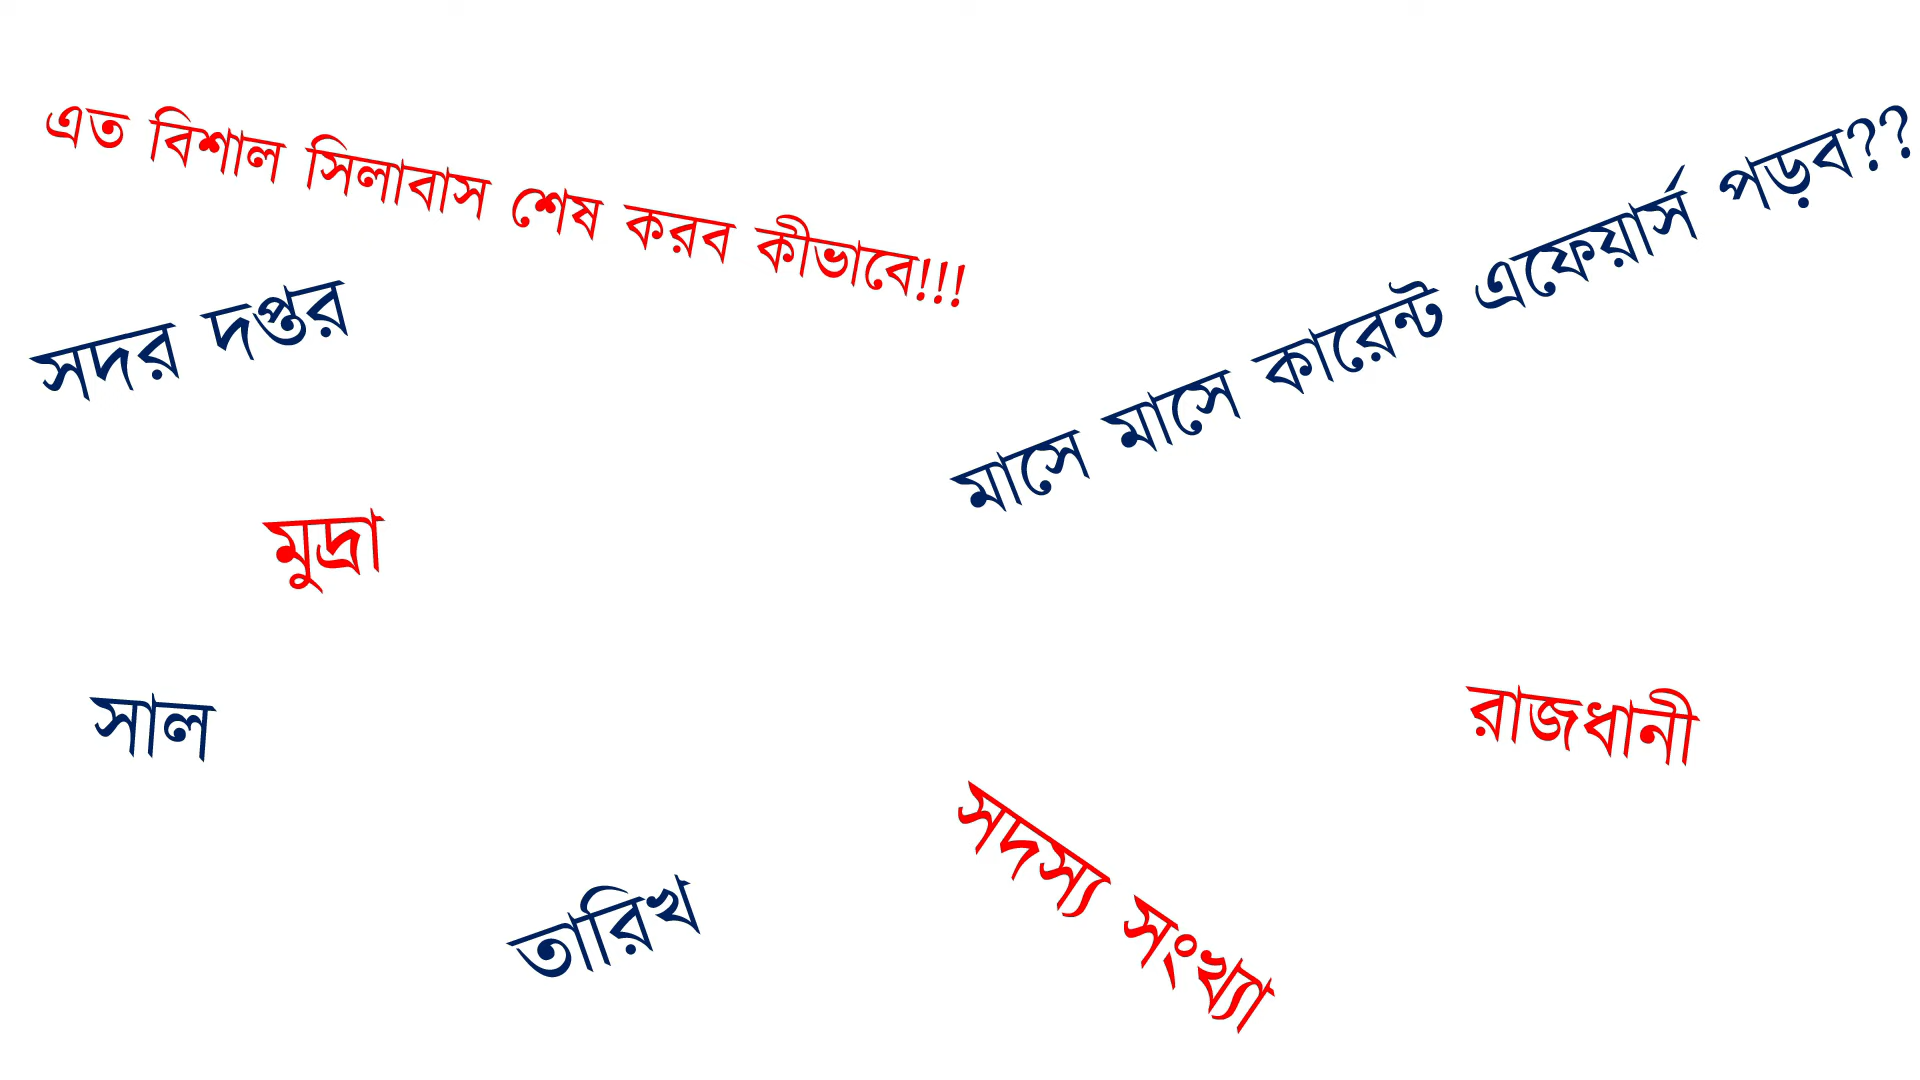 এত বিশাল সিলাবাস শেষ করব কীভাবে!!!
মাসে মাসে কারেন্ট এফেয়ার্স পড়ব??
সদর দপ্তর
মুদ্রা
সাল
রাজধানী
তারিখ
সদস্য সংখ্যা